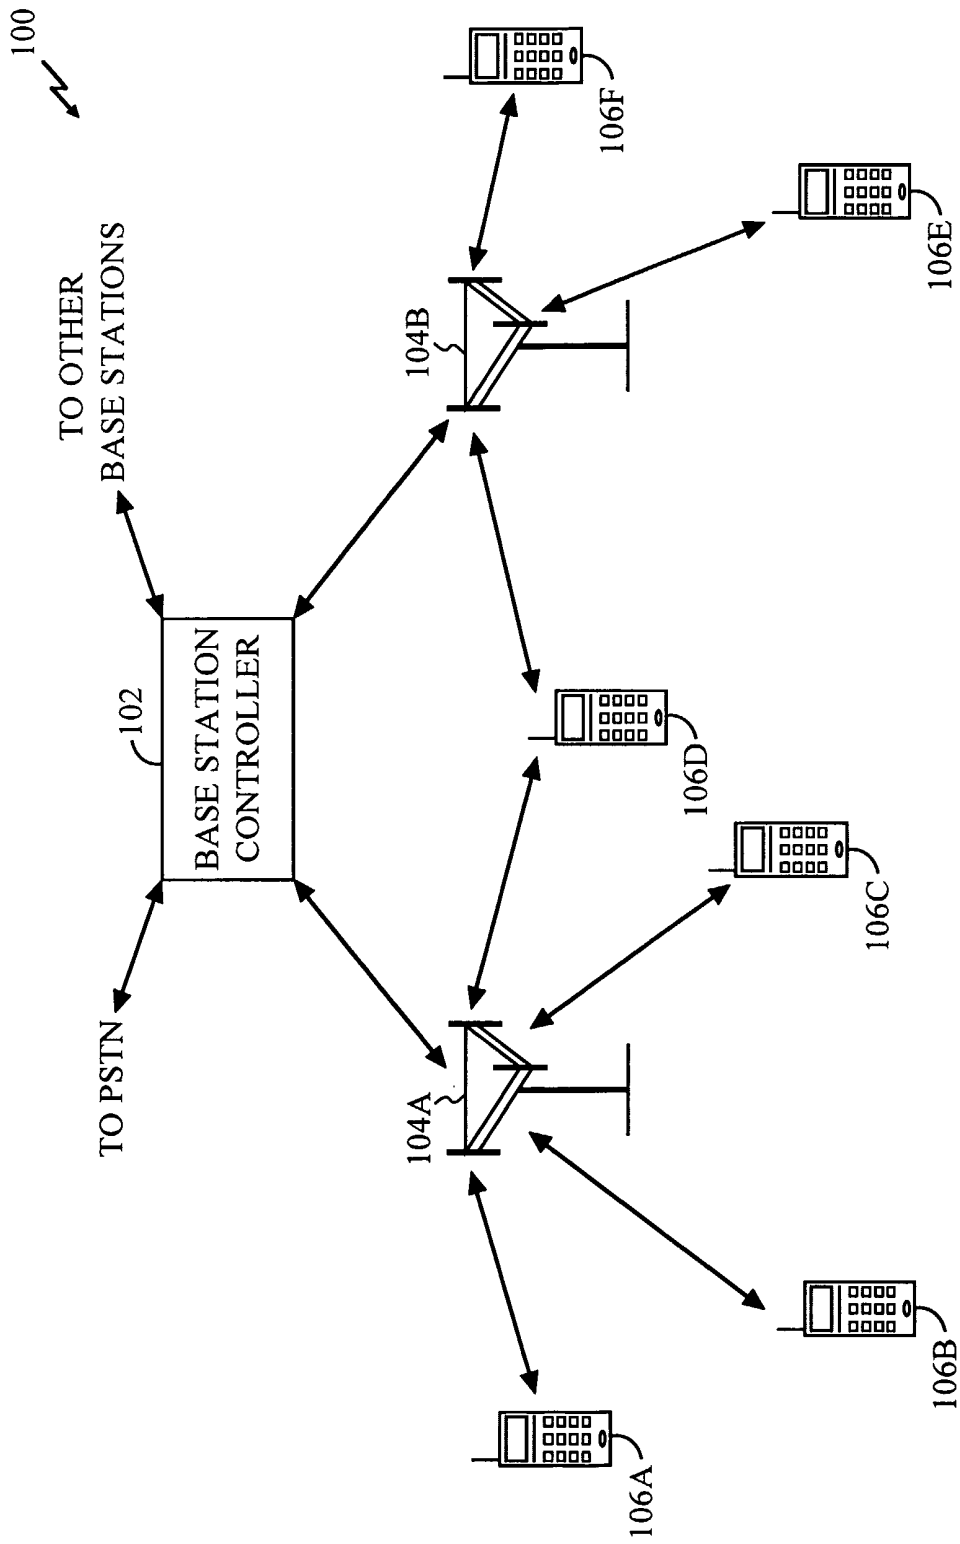 100
TO OTHER
BASE STATIONS
TO PSTN
102
BASE STATION
CONTROLLER
104A
104B
106A
106B
106C
106D
106E
106F